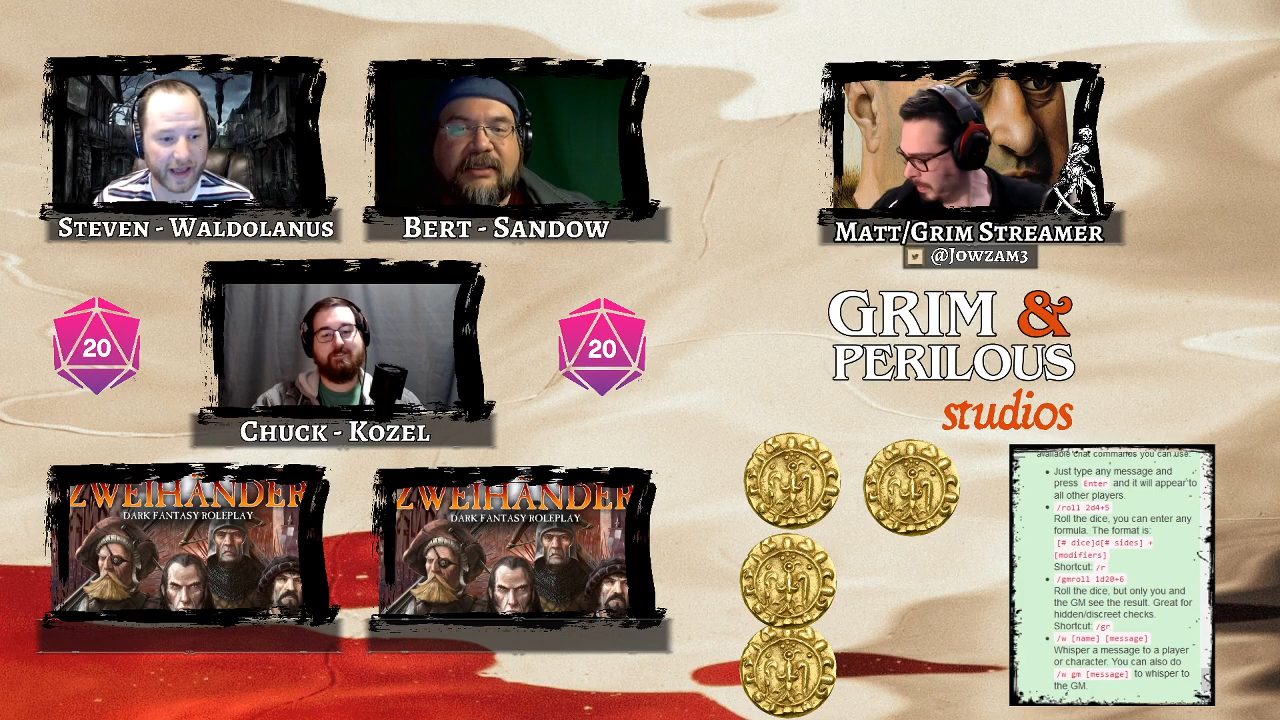 STEVEN - WALDOLANUS
BERT - SANDOW
MATT/GRIM STREAMER
@JOWZAM3
20
20
CHUCK - KOZEL
GRIM &
PERILOUS
studios
ZWEIHÄNDER
DARK FANTASY ROLEPLAY
ZWEIHÄNDER
DARK FANTASY ROLEPLAY
available chat commands you can use:
• Just type any message and
press Enter and it will appear to
all other players.
• /roll 2d4+5
Roll the dice, you can enter any
formula. The format is:
[# dice]d[# sides] +
[modifiers]
Shortcut: /r
• /gmroll 1d20+6
Roll the dice, but only you and
the GM see the result. Great for
hidden/discreet checks.
Shortcut: /gr
• /w [name] [message]
Whisper a message to a player
or character. You can also do
/w gm [message] to whisper to
the GM.